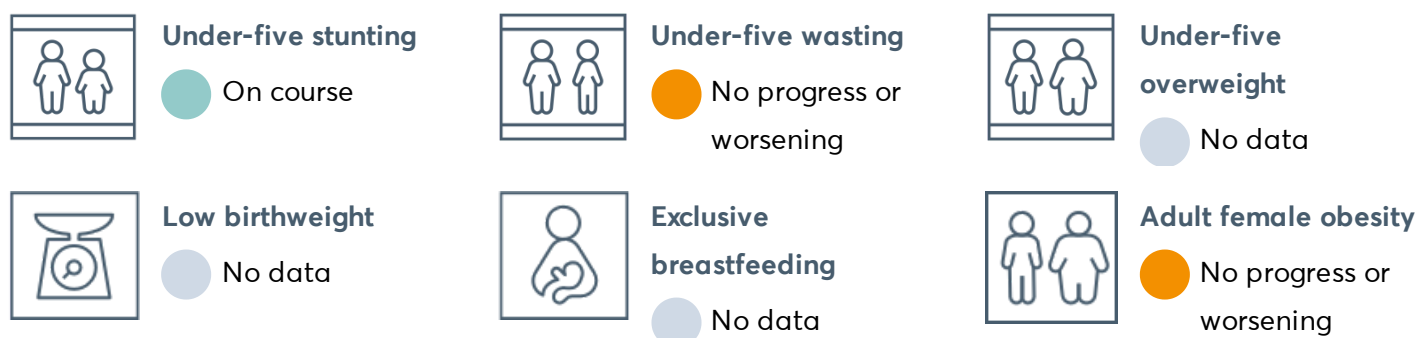 Under-five stunting
On course
Under-five wasting
No progress or
worsening
Under-five
overweight
No data
Low birthweight
No data
Exclusive
breastfeeding
No data
Adult female obesity
No progress or
worsening